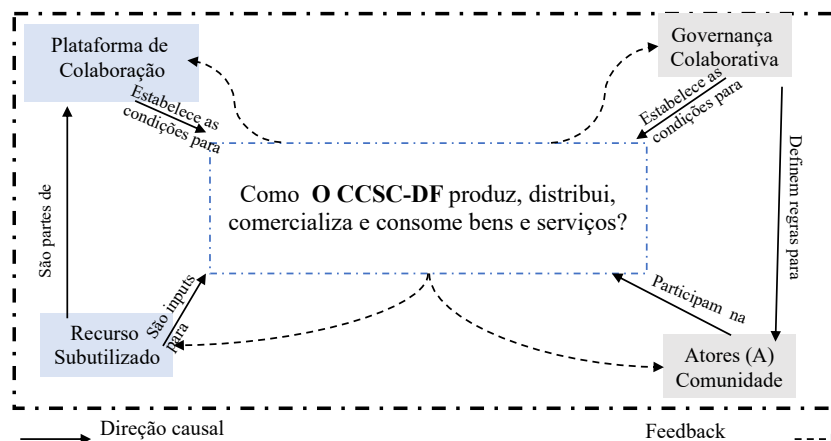 Plataforma de
Colaboração
Governança
Colaborativa
Estabelece as
condições para
Estabelece as
condições para
Como O CCSC-DF produz, distribui,
comercializa e consome bens e serviços?
São partes de
Definem regras para
São inputs
para
Participam na
Recurso
Subutilizado
Atores (A)
Comunidade
Direção causal
Feedback